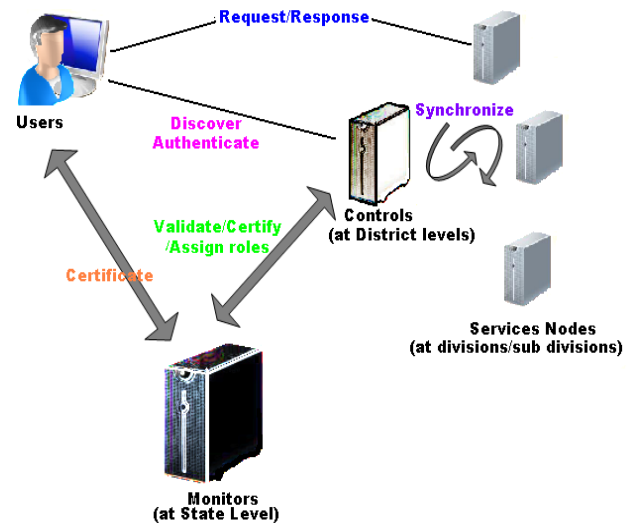 Request/Response
Synchronize
Users
Discover
Authenticate
Controls
(at District levels)
Validate/Certify
/Assign roles
Certificate
Services Nodes
(at divisions/sub divisions)
Monitors
(at State Level)